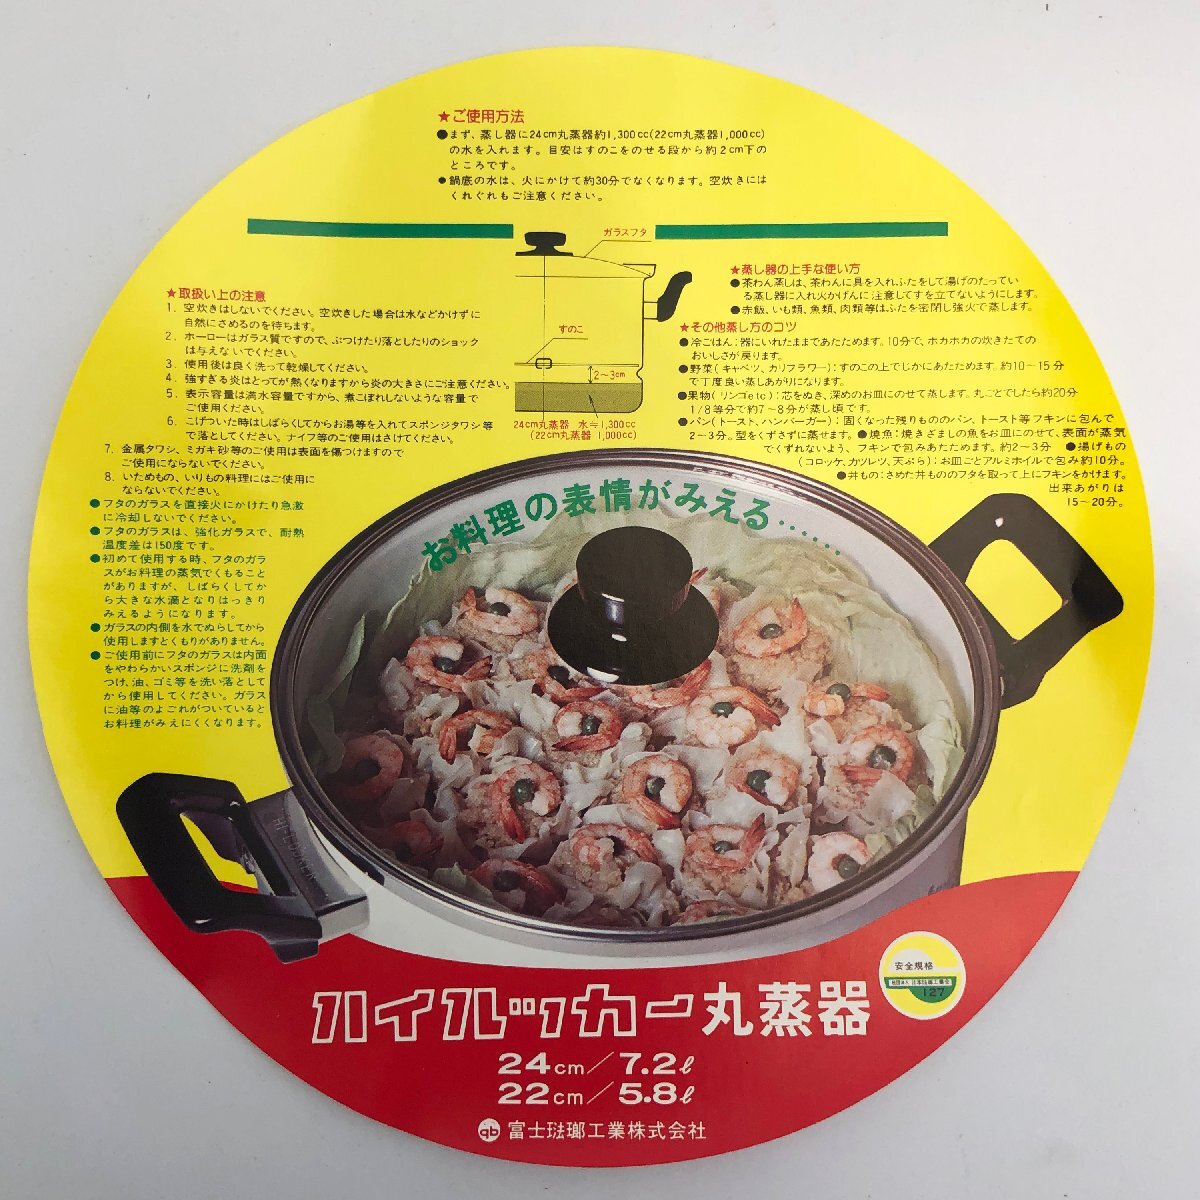 ★ご使用方法
●まず、蒸し器に24cm丸蒸器約1,300cc(22cm丸蒸器1,000cc)
の水を入れます。目安はすのこをのせる段から約2cm下の
ところです。
●鍋底の水は、火にかけて約30分でなくなります。空炊きには
くれぐれもご注意ください。
ガラスフタ
すのこ
2~3cm
24cm丸蒸器 水≒1,300cc
(22cm丸蒸器 1,000cc)
★取扱い上の注意
1. 空炊きはしないでください。空炊きした場合は水などかけずに
自然にさめるのを待ちます。
2. ホーローはガラス質ですので、ぶつけたり落としたりのショック
は与えないでください。
3. 使用後は良く洗って乾燥してください。
4. 強すぎる炎はとってが熱くなりますから炎の大きさにご注意ください。
5. 表示容量は満水容量ですから、煮こぼれしないような容量で
ご使用ください。
6. こげついた時はしばらくしてからお湯等を入れてスポンジタワシ等
で落としてください。ナイフ等のご使用はさけてください。
7. 金属タワシ、ミガキ砂等のご使用は表面を傷つけますので
ご使用にならないでください。
8. いためもの、いりもの料理にはご使用に
ならないでください。
●フタのガラスを直接火にかけたり急激
に冷却しないでください。
●フタのガラスは、強化ガラスで、耐熱
温度差は150度です。
●初めて使用する時、フタのガラ
スがお料理の蒸気でくもること
がありますが、しばらくしてか
ら大きな水滴となりはっきり
みえるようになります。
●ガラスの内側を水でぬらしてから
使用しますとくもりがありません。
●ご使用前にフタのガラスは内面
をやわらかいスポンジに洗剤を
つけ、油、ゴミ等を洗い落として
から使用してください。ガラス
に油等のよごれがついていると
お料理がみえにくくなります。
★蒸し器の上手な使い方
●茶わん蒸しは、茶わんに具を入れふたをして湯げのたってい
る蒸し器に入れ火かげんに注意してすを立てないようにします。
●赤飯、いも類、魚類、肉類等はふたを密閉し強火で蒸します。
★その他蒸し方のコツ
●冷ごはん:器にいれたままであたためます。10分で、ホカホカの炊きたての
おいしさが戻ります。
●野菜(キャベツ、カリフラワー):すのこの上でじかにあたためます。約10~15分
で丁度良い蒸しあがりになります。
●果物(リンゴetc):芯をぬき、深めのお皿にのせて蒸します。丸ごとでしたら約20分
1/8等分で約7~8分が蒸し頃です。
●パン(トースト、ハンバーガー):固くなった残りもののパン、トースト等フキンに包んで
2~3分。型をくずさずに蒸せます。●焼魚:焼きざましの魚をお皿にのせて、表面が蒸気
でくずれないよう、フキンで包みあたためます。約2~3分 ●揚げもの
(コロッケ、カツレツ、天ぷら):お皿ごとアルミホイルで包み約10分。
●丼もの:さめた丼もののフタを取って上にフキンをかけます。
出来あがりは
15~20分。
お料理の表情がみえる……
安全規格
127
ハイルッカー丸蒸器
24cm/7.2ℓ
22cm/5.8ℓ
富士琺瑯工業株式会社